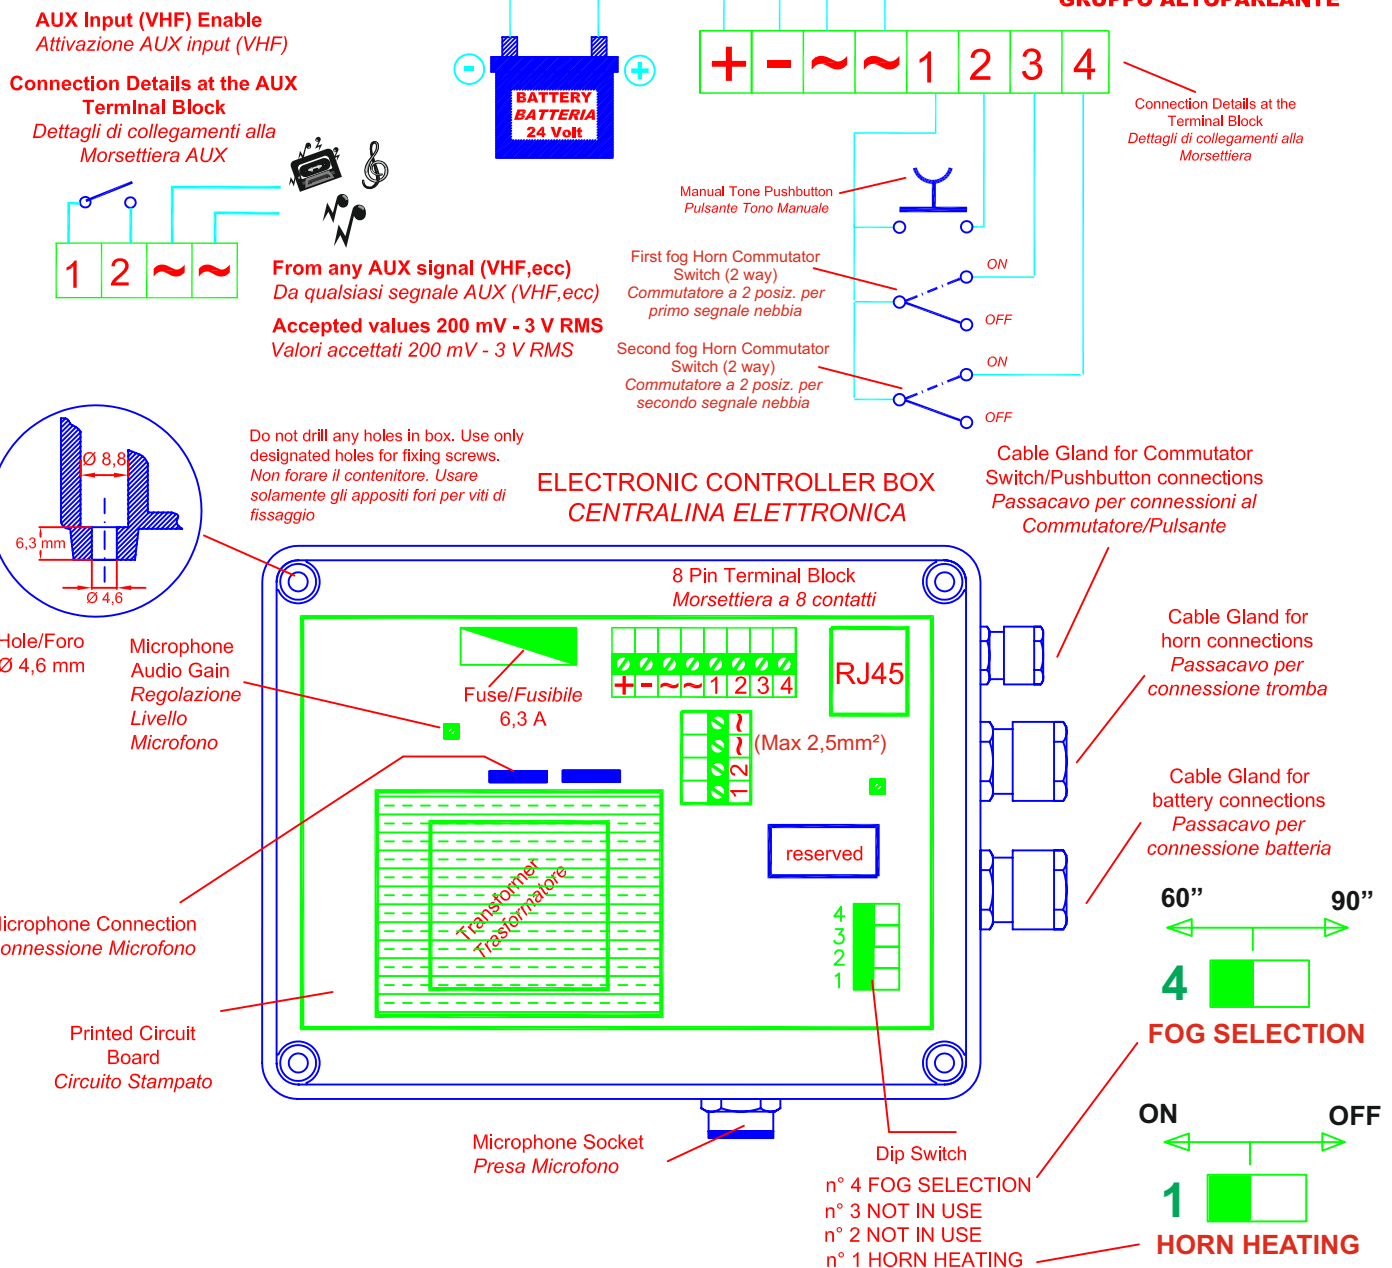 GRUPPO ALTOPARLANTE
AUX Input (VHF) Enable
Attivazione AUX input (VHF)
Connection Details at the AUX
Terminal Block
Dettagli di collegamenti alla
Morsettiera AUX
1 2 ~ ~
From any AUX signal (VHF,ecc)
Da qualsiasi segnale AUX (VHF,ecc)
Accepted values 200 mV - 3 V RMS
Valori accettati 200 mV - 3 V RMS
- +
BATTERY
BATTERIA
24 Volt
+ - ~ ~ 1 2 3 4
Connection Details at the
Terminal Block
Dettagli di collegamenti alla
Morsettiera
Manual Tone Pushbutton
Pulsante Tono Manuale
First fog Horn Commutator
Switch (2 way)
Commutatore a 2 posiz. per
primo segnale nebbia
ON
OFF
Second fog Horn Commutator
Switch (2 way)
Commutatore a 2 posiz. per
secondo segnale nebbia
ON
OFF
Ø 8,8
6,3 mm
Ø 4,6
Hole/Foro
Ø 4,6 mm
Do not drill any holes in box. Use only
designated holes for fixing screws.
Non forare il contenitore. Usare
solamente gli appositi fori per viti di
fissaggio
ELECTRONIC CONTROLLER BOX
CENTRALINA ELETTRONICA
Cable Gland for Commutator
Switch/Pushbutton connections
Passacavo per connessioni al
Commutatore/Pulsante
8 Pin Terminal Block
Morsettiera a 8 contatti
Microphone
Audio Gain
Regolazione
Livello
Microfono
Fuse/Fusibile
6,3 A
+ - ~ ~ 1 2 3 4
RJ45
~
~
2
1
(Max 2,5mm²)
Cable Gland for
horn connections
Passacavo per
connessione tromba
Cable Gland for
battery connections
Passacavo per
connessione batteria
reserved
Transformer
Trasformatore
4
3
2
1
Microphone Connection
Connessione Microfono
Printed Circuit
Board
Circuito Stampato
60” 90”
4
FOG SELECTION
ON OFF
1
HORN HEATING
Microphone Socket
Presa Microfono
Dip Switch
n° 4 FOG SELECTION
n° 3 NOT IN USE
n° 2 NOT IN USE
n° 1 HORN HEATING